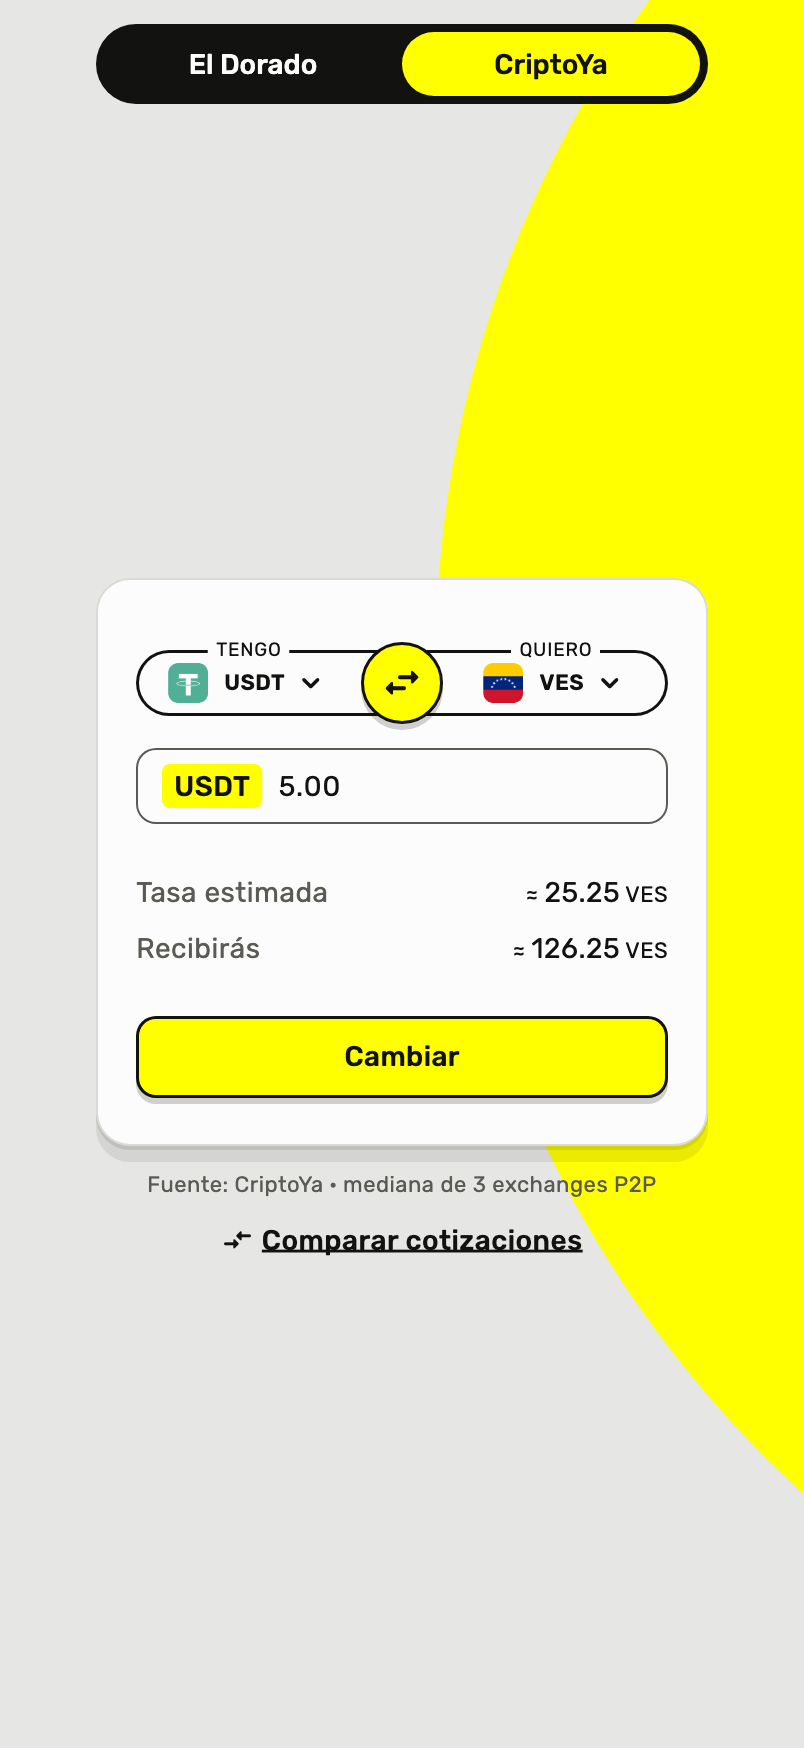 El Dorado
CriptoYa
TENGO
QUIERO
USDT
VES
USDT 5.00
Tasa estimada ≈ 25.25 VES
Recibirás ≈ 126.25 VES
Cambiar
Fuente: CriptoYa • mediana de 3 exchanges P2P
Comparar cotizaciones